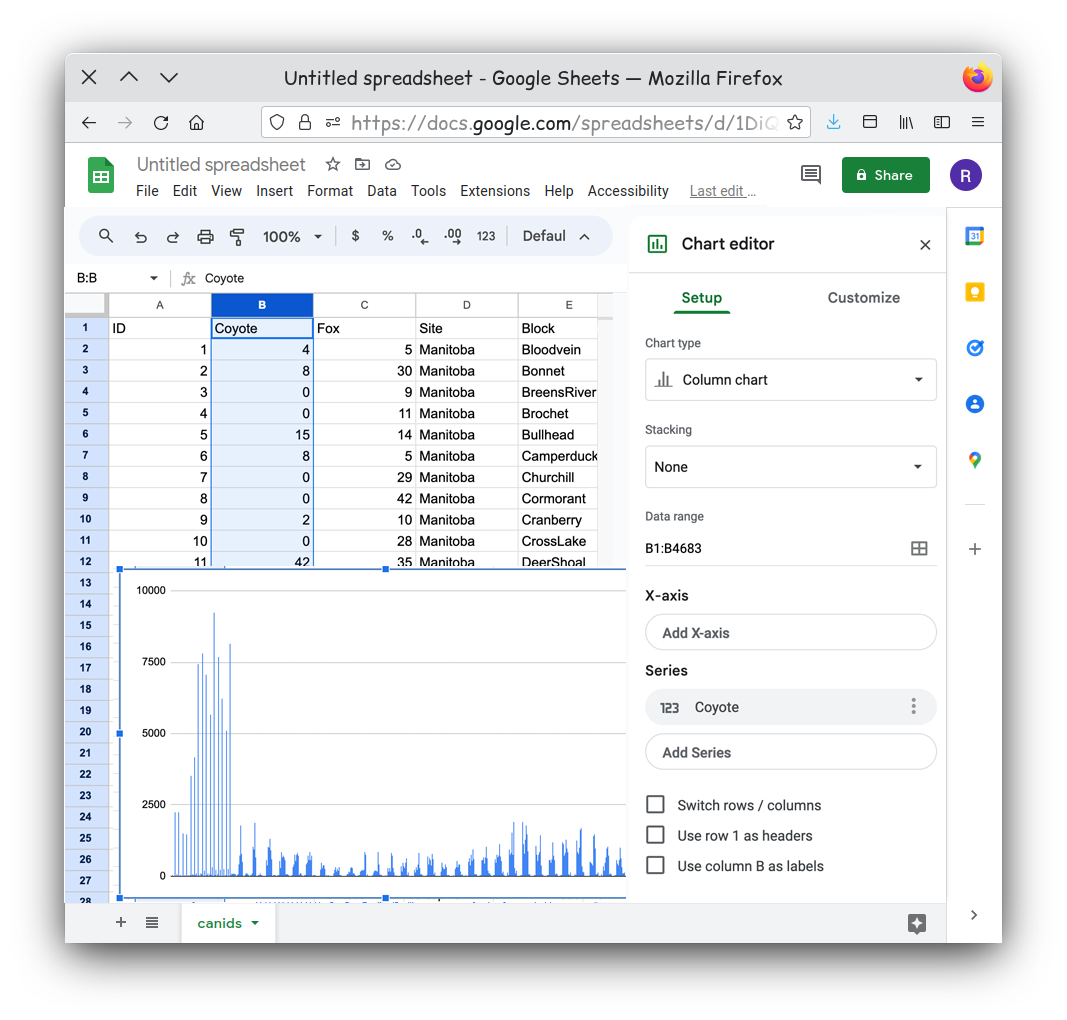 Untitled spreadsheet - Google Sheets — Mozilla Firefox
https://docs.google.com/spreadsheets/d/1DiQ
Untitled spreadsheet
File Edit View Insert Format Data Tools Extensions Help Accessibility Last edit ...
Share
R
100% $ % .0 .00 123 Defaul
31
Chart editor
B:B fx Coyote
Setup Customize
A B C D E
1 ID Coyote Fox Site Block
2 1 4 5 Manitoba Bloodvein
3 2 8 30 Manitoba Bonnet
4 3 0 9 Manitoba BreensRiver
5 4 0 11 Manitoba Brochet
6 5 15 14 Manitoba Bullhead
7 6 8 5 Manitoba Camperduck
8 7 0 29 Manitoba Churchill
9 8 0 42 Manitoba Cormorant
10 9 2 10 Manitoba Cranberry
11 10 0 28 Manitoba CrossLake
12 11 42 35 Manitoba DeerShoal
13
14
15
16
17
18
19
20
21
22
23
24
25
26
27
28
10000
7500
5000
2500
0
Chart type
Column chart
Stacking
None
Data range
B1:B4683
X-axis
Add X-axis
Series
123 Coyote
Add Series
Switch rows / columns
Use row 1 as headers
Use column B as labels
canids